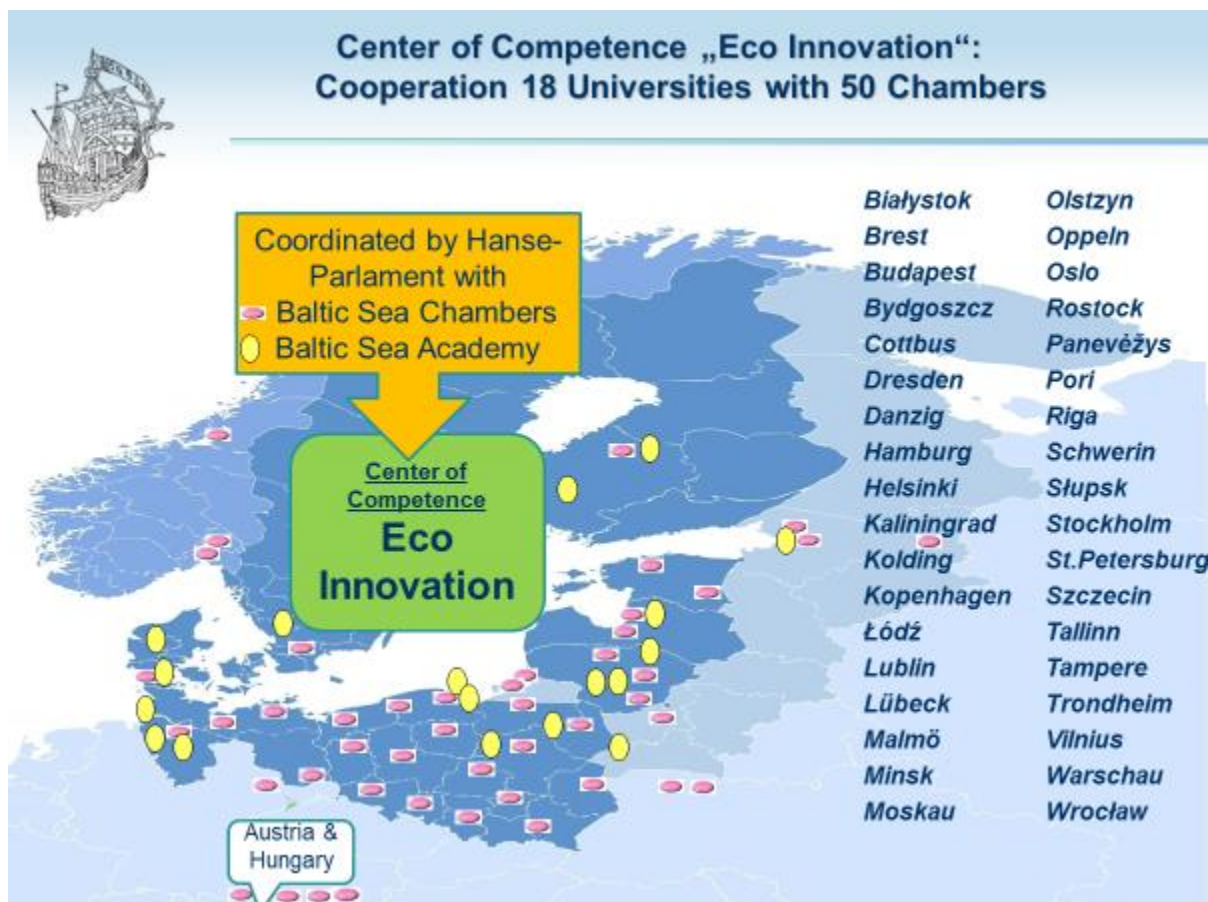 Center of Competence „Eco Innovation“:
Cooperation 18 Universities with 50 Chambers
Coordinated by Hanse-
Parlament with
Baltic Sea Chambers
Baltic Sea Academy
Center of
Competence
Eco
Innovation
Austria &
Hungary
Białystok
Brest
Budapest
Bydgoszcz
Cottbus
Dresden
Danzig
Hamburg
Helsinki
Kaliningrad
Kolding
Kopenhagen
Łódź
Lublin
Lübeck
Malmö
Minsk
Moskau
Olstzyn
Oppeln
Oslo
Rostock
Panevėžys
Pori
Riga
Schwerin
Słupsk
Stockholm
St.Petersburg
Szczecin
Tallinn
Tampere
Trondheim
Vilnius
Warschau
Wrocław